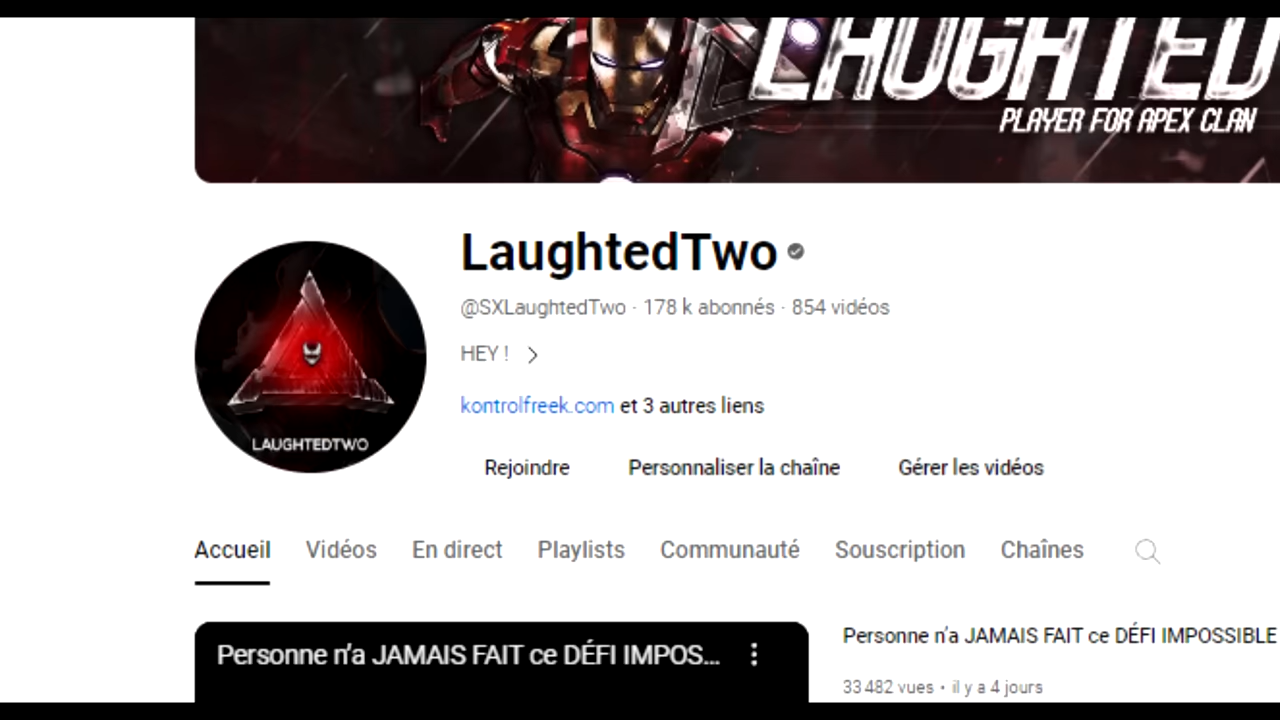 LAUGHTED
PLAYER FOR APEX CLAN
LaughtedTwo
@SXLaughtedTwo · 178 k abonnés · 854 vidéos
HEY !
kontrolfreek.com et 3 autres liens
LAUGHTEDTWO
Rejoindre Personnaliser la chaîne Gérer les vidéos
Accueil Vidéos En direct Playlists Communauté Souscription Chaînes
Personne n'a JAMAIS FAIT ce DÉFI IMPOS...
Personne n'a JAMAIS FAIT ce DÉFI IMPOSSIBLE
33 482 vues • il y a 4 jours